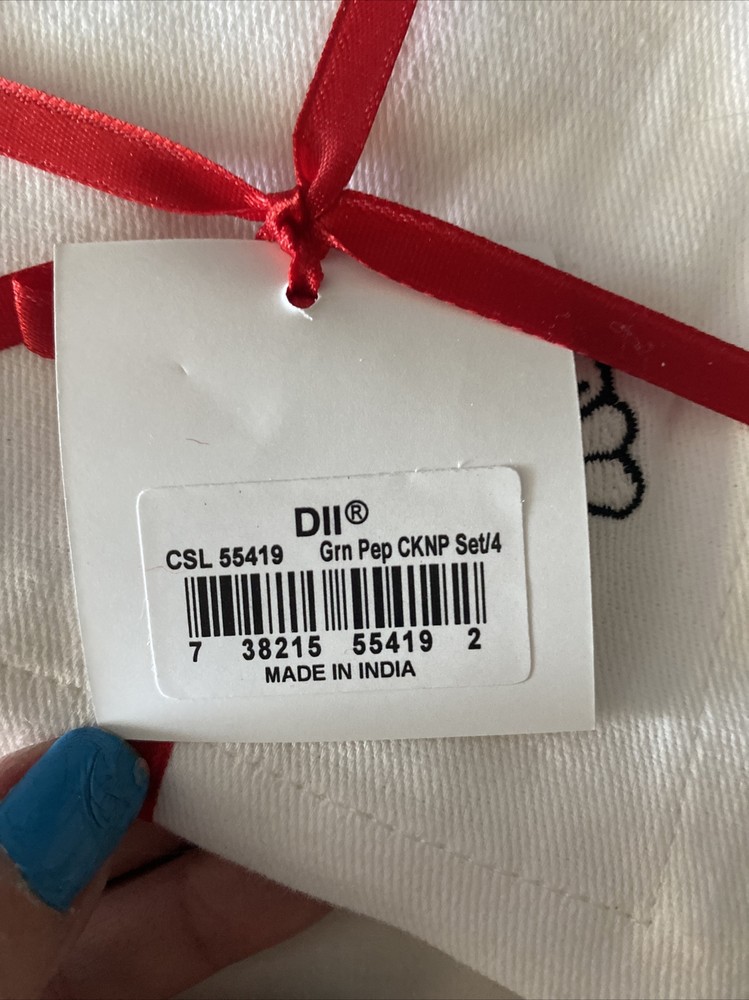 DII®
CSL 55419 Grn Pep CKNP Set/4
7 38215 55419 2
MADE IN INDIA